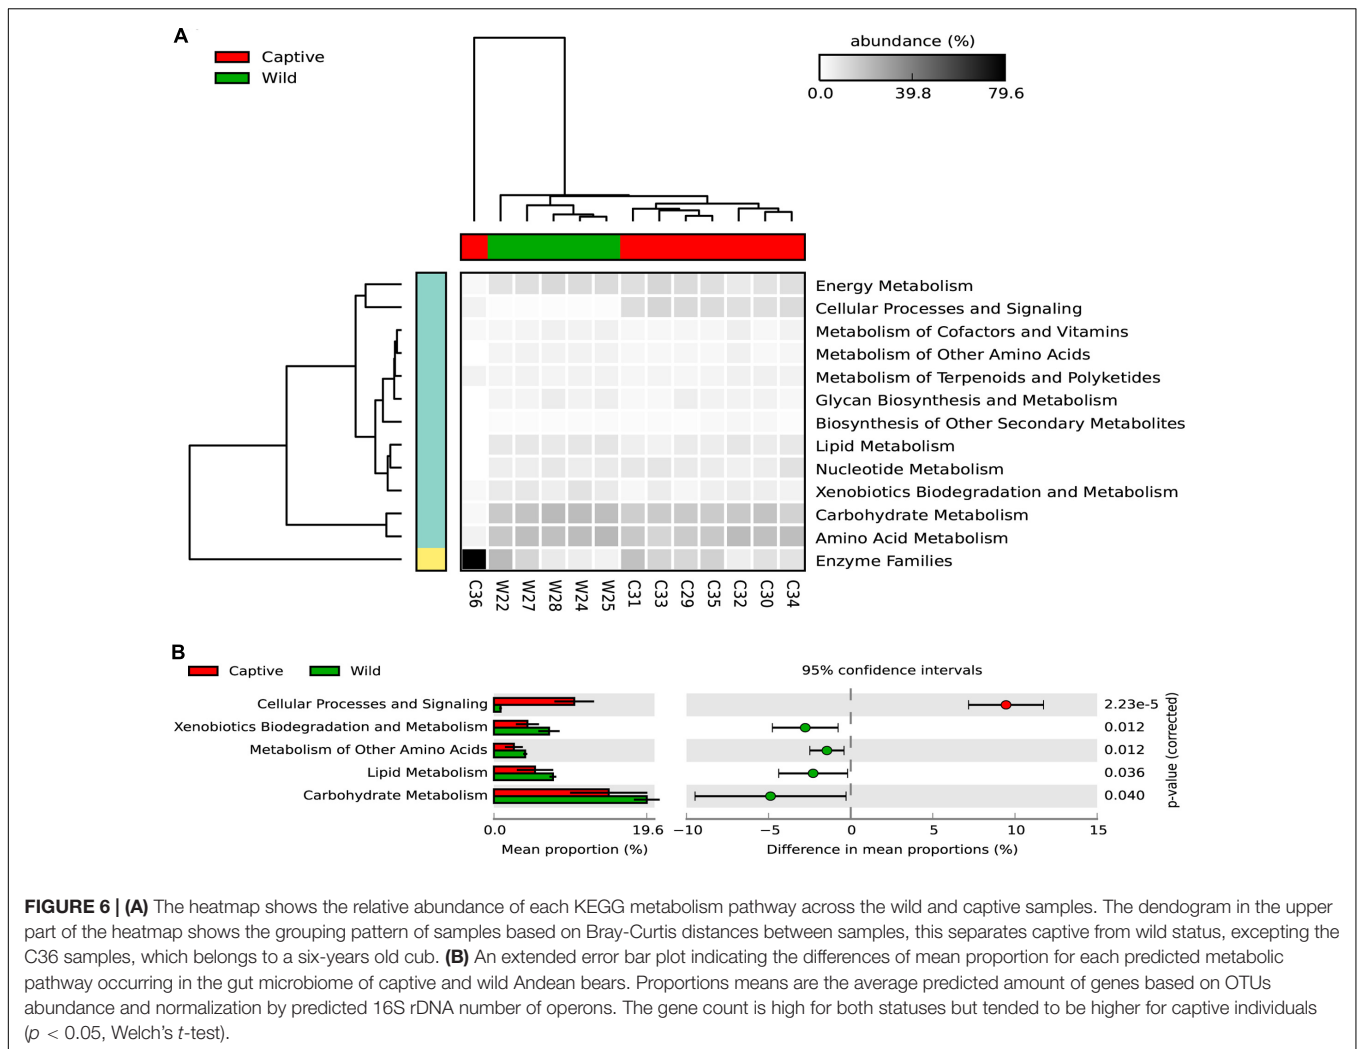 A
Captive
Wild
abundance (%)
0.0 39.8 79.6
Energy Metabolism
Cellular Processes and Signaling
Metabolism of Cofactors and Vitamins
Metabolism of Other Amino Acids
Metabolism of Terpenoids and Polyketides
Glycan Biosynthesis and Metabolism
Biosynthesis of Other Secondary Metabolites
Lipid Metabolism
Nucleotide Metabolism
Xenobiotics Biodegradation and Metabolism
Carbohydrate Metabolism
Amino Acid Metabolism
Enzyme Families
C36 W22 W27 W28 W24 W25 C31 C33 C29 C35 C32 C30 C34
B
Captive Wild
95% confidence intervals
Cellular Processes and Signaling 2.23e-5
Xenobiotics Biodegradation and Metabolism 0.012
Metabolism of Other Amino Acids 0.012
Lipid Metabolism 0.036
Carbohydrate Metabolism 0.040
p-value (corrected)
0.0 19.6 −10 −5 0 5 10 15
Mean proportion (%) Difference in mean proportions (%)
FIGURE 6 | (A) The heatmap shows the relative abundance of each KEGG metabolism pathway across the wild and captive samples. The dendogram in the upper
part of the heatmap shows the grouping pattern of samples based on Bray-Curtis distances between samples, this separates captive from wild status, excepting the
C36 samples, which belongs to a six-years old cub. (B) An extended error bar plot indicating the differences of mean proportion for each predicted metabolic
pathway occurring in the gut microbiome of captive and wild Andean bears. Proportions means are the average predicted amount of genes based on OTUs
abundance and normalization by predicted 16S rDNA number of operons. The gene count is high for both statuses but tended to be higher for captive individuals
(p < 0.05, Welch's t-test).